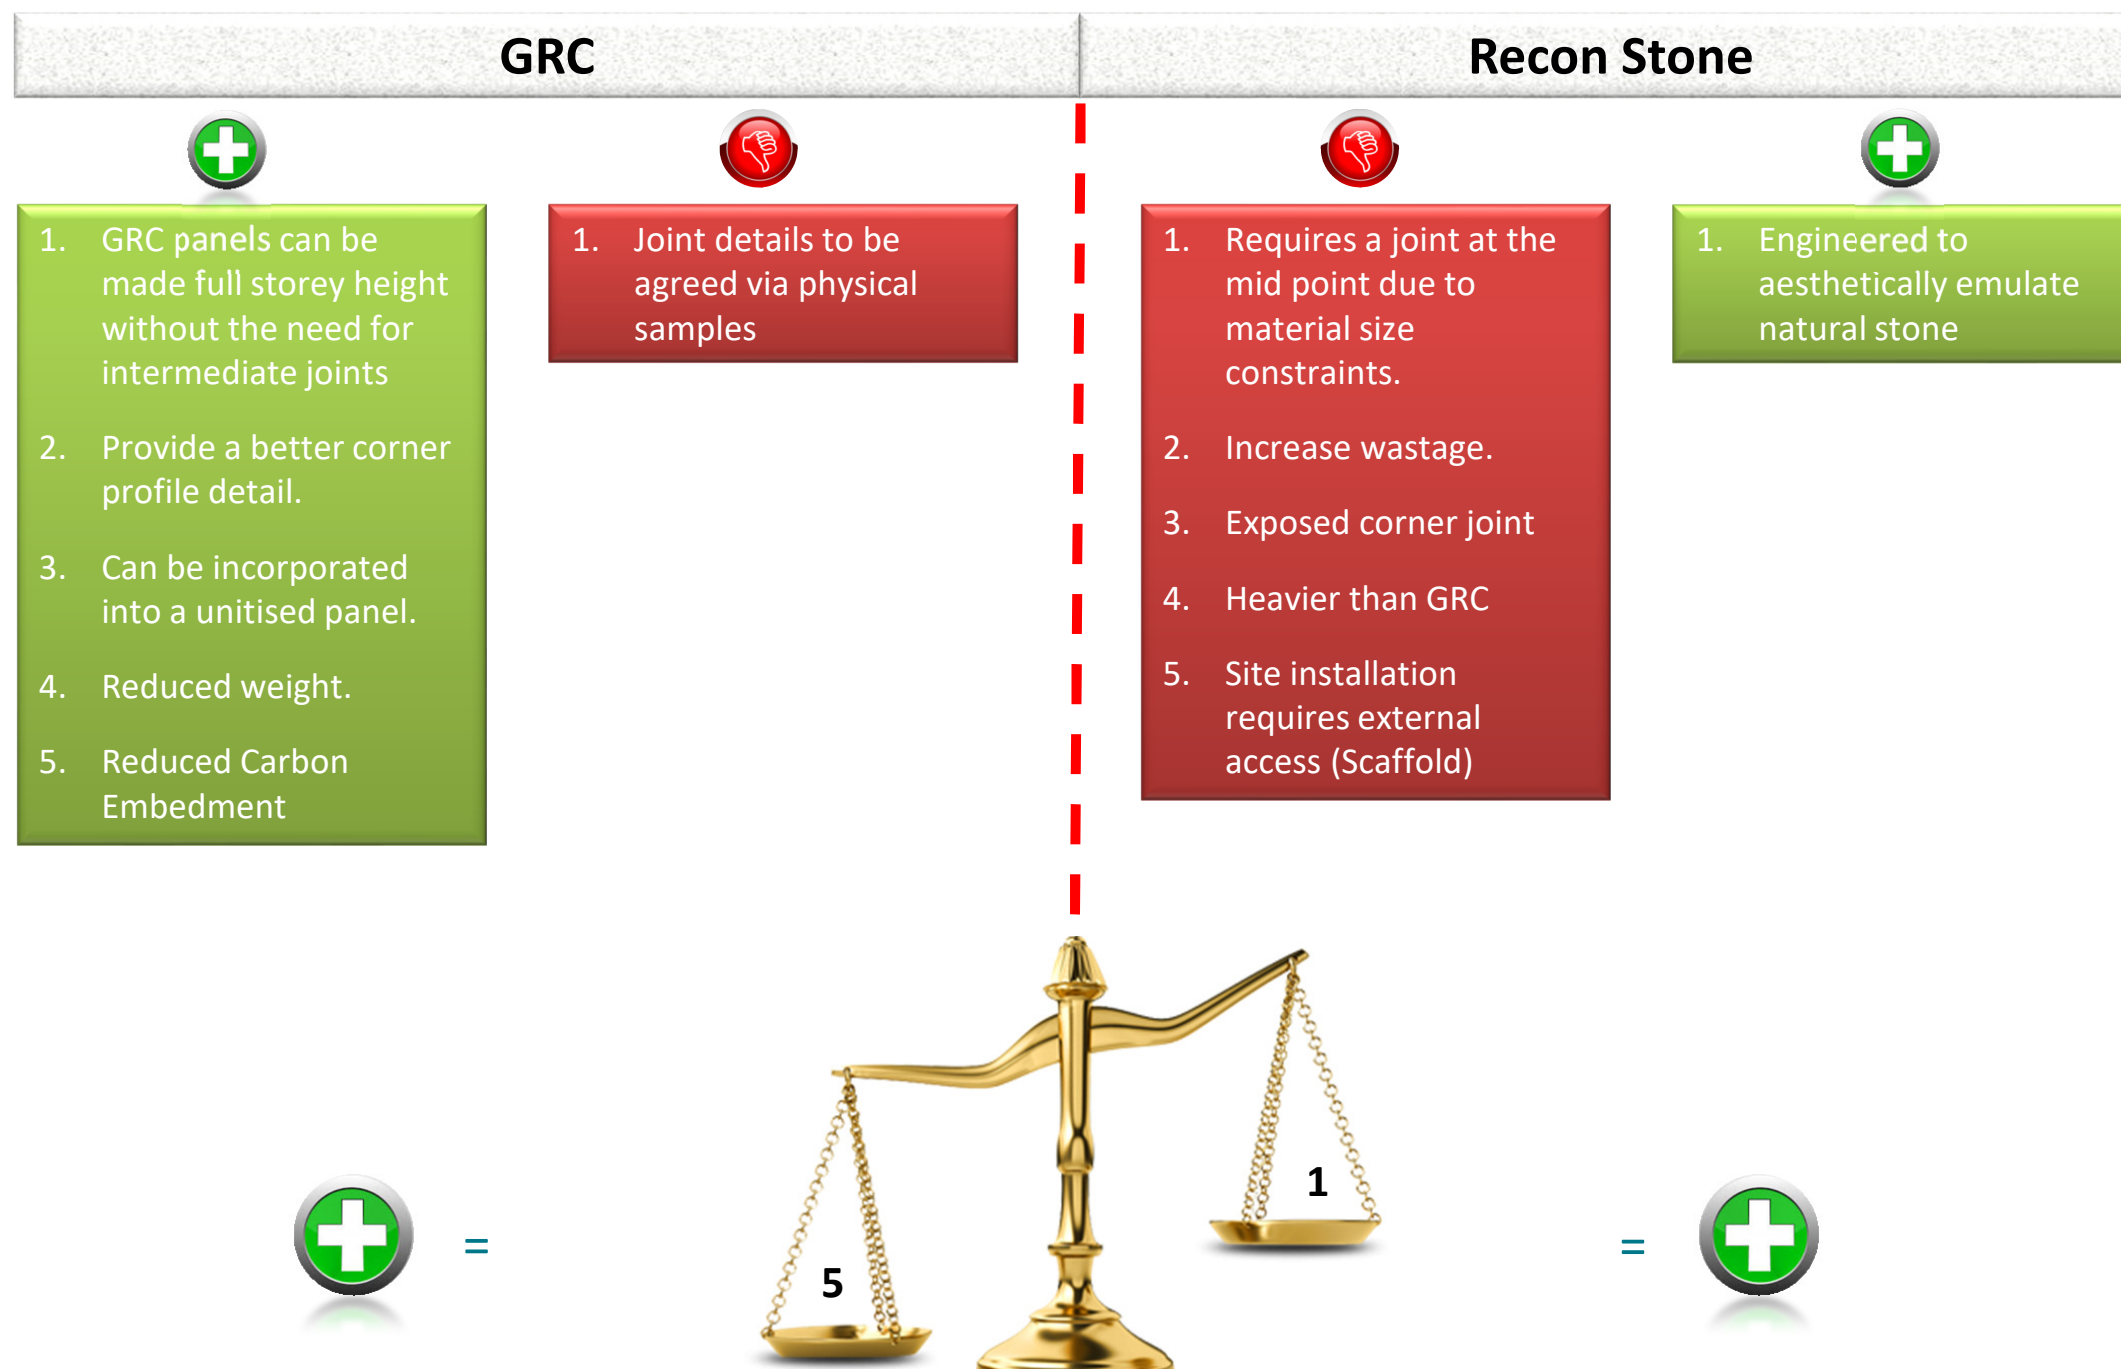 GRC
Recon Stone
1. GRC panels can be
made full storey height
without the need for
intermediate joints
2. Provide a better corner
profile detail.
3. Can be incorporated
into a unitised panel.
4. Reduced weight.
5. Reduced Carbon
Embedment
1. Joint details to be
agreed via physical
samples
1. Requires a joint at the
mid point due to
material size
constraints.
2. Increase wastage.
3. Exposed corner joint
4. Heavier than GRC
5. Site installation
requires external
access (Scaffold)
1. Engineered to
aesthetically emulate
natural stone
=
5
1
=